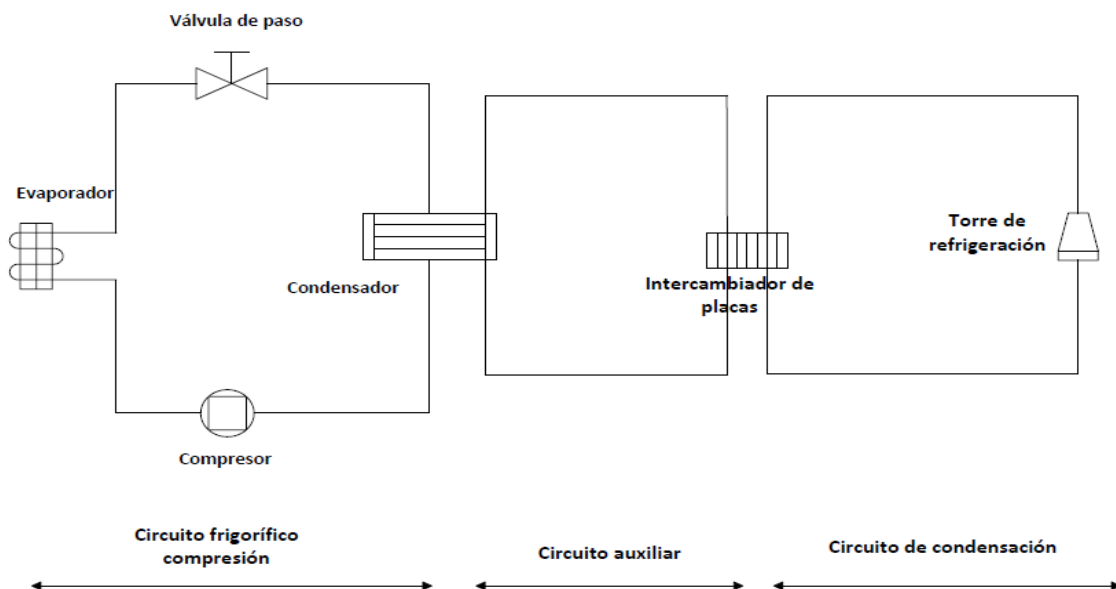 Válvula de paso
Evaporador
Torre de
refrigeración
Condensador
Intercambiador de
placas
Compresor
Circuito frigorífico
compresión
Circuito auxiliar
Circuito de condensación